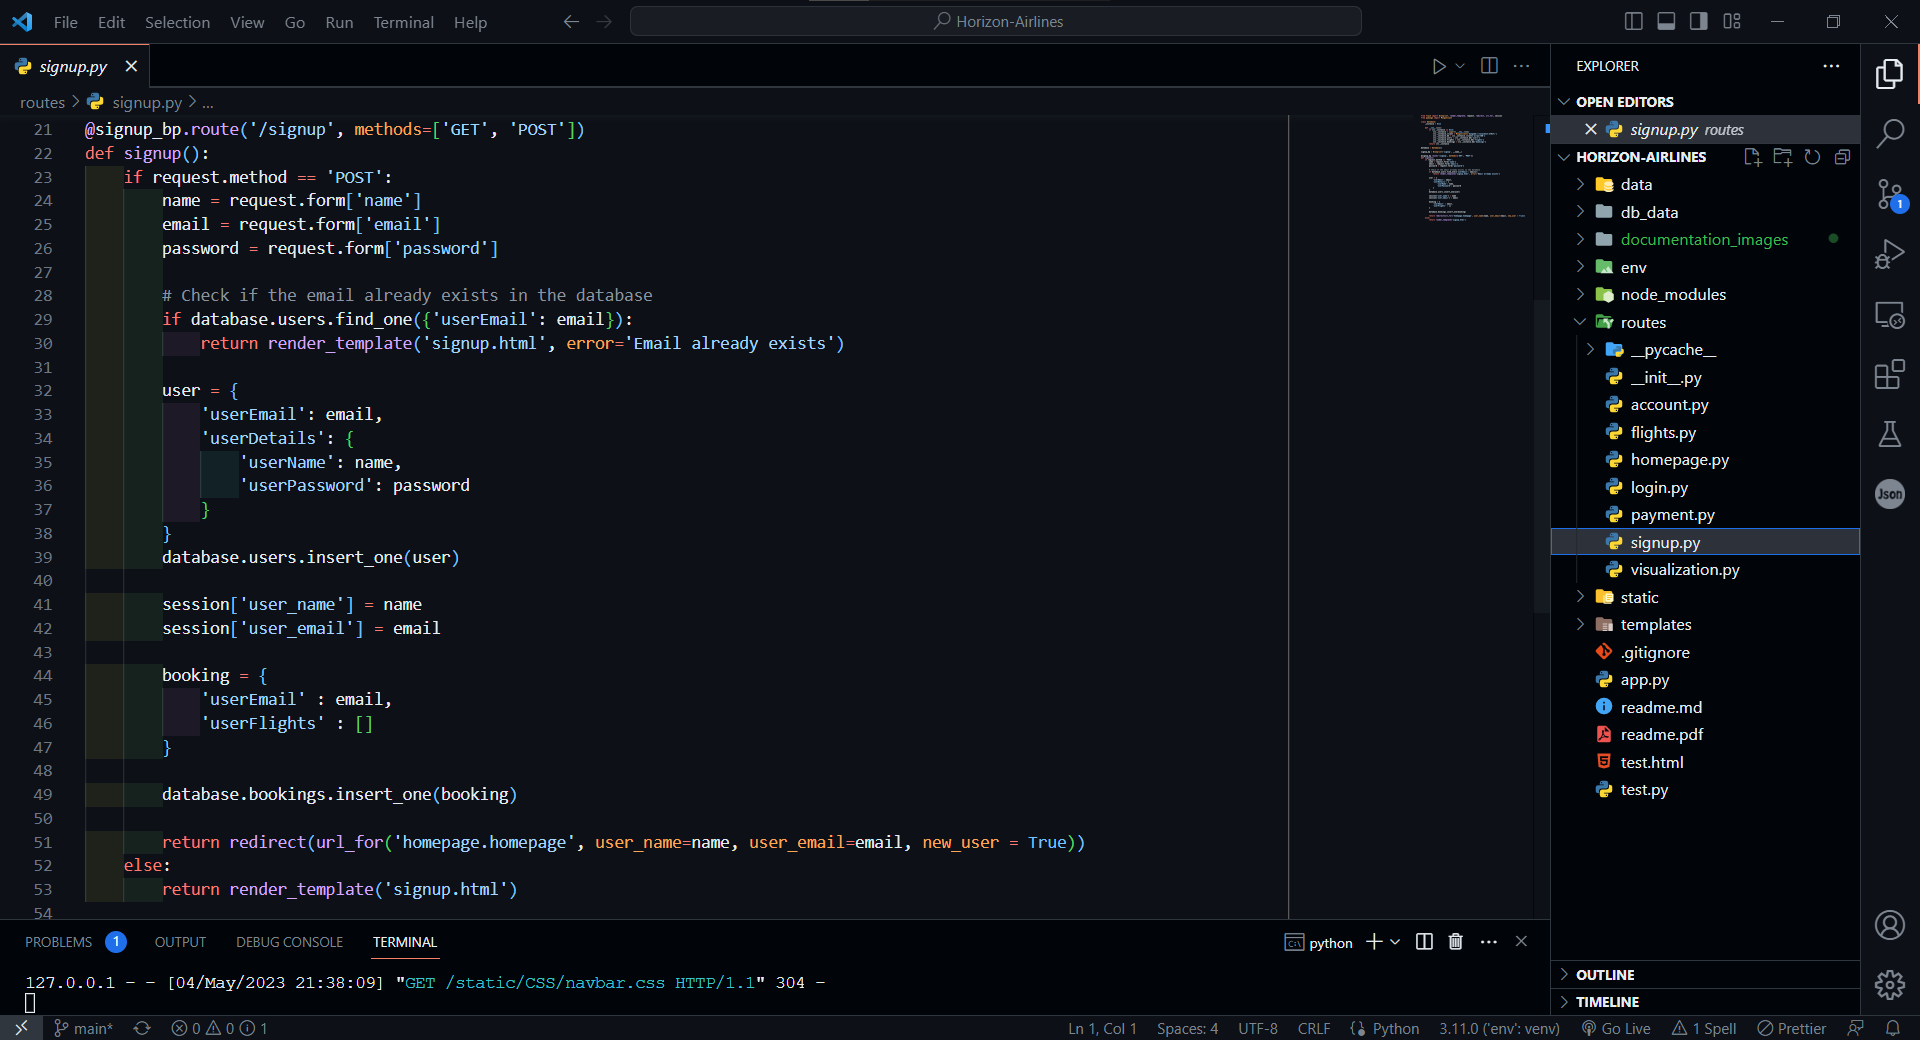 File Edit Selection View Go Run Terminal Help
Horizon-Airlines
signup.py
routes > signup.py > ...
21 @signup_bp.route('/signup', methods=['GET', 'POST'])
22 def signup():
23 if request.method == 'POST':
24 name = request.form['name']
25 email = request.form['email']
26 password = request.form['password']
27
28 # Check if the email already exists in the database
29 if database.users.find_one({'userEmail': email}):
30 return render_template('signup.html', error='Email already exists')
31
32 user = {
33 'userEmail': email,
34 'userDetails': {
35 'userName': name,
36 'userPassword': password
37 }
38 }
39 database.users.insert_one(user)
40
41 session['user_name'] = name
42 session['user_email'] = email
43
44 booking = {
45 'userEmail' : email,
46 'userFlights' : []
47 }
48
49 database.bookings.insert_one(booking)
50
51 return redirect(url_for('homepage.homepage', user_name=name, user_email=email, new_user = True))
52 else:
53 return render_template('signup.html')
54
PROBLEMS 1 OUTPUT DEBUG CONSOLE TERMINAL
python
127.0.0.1 - - [04/May/2023 21:38:09] "GET /static/CSS/navbar.css HTTP/1.1" 304 -
EXPLORER
OPEN EDITORS
signup.py routes
HORIZON-AIRLINES
data
db_data
documentation_images
env
node_modules
routes
__pycache__
__init__.py
account.py
flights.py
homepage.py
login.py
payment.py
signup.py
visualization.py
static
templates
.gitignore
app.py
readme.md
readme.pdf
test.html
test.py
OUTLINE
TIMELINE
1
Json
main* 0 0 1
Ln 1, Col 1 Spaces: 4 UTF-8 CRLF Python 3.11.0 ('env': venv) Go Live 1 Spell Prettier